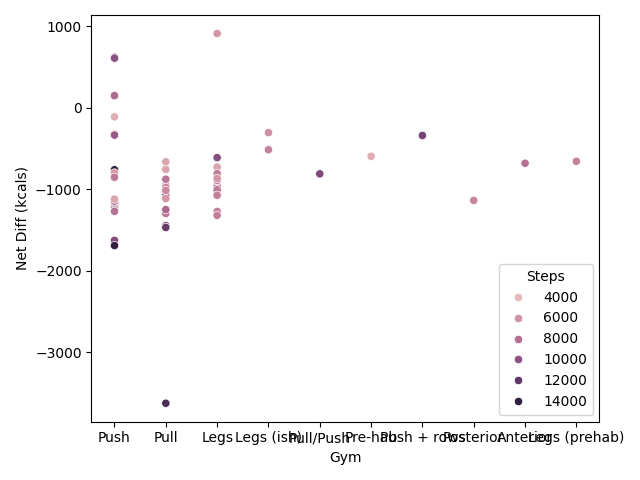 1000
0
−1000
−2000
−3000
Net Diff (kcals)
Steps
4000
6000
8000
10000
12000
14000
Push Pull Legs Legs (ish) Pull/Push Pre-hab Push + rows Posterior Anterior Legs (prehab)
Gym